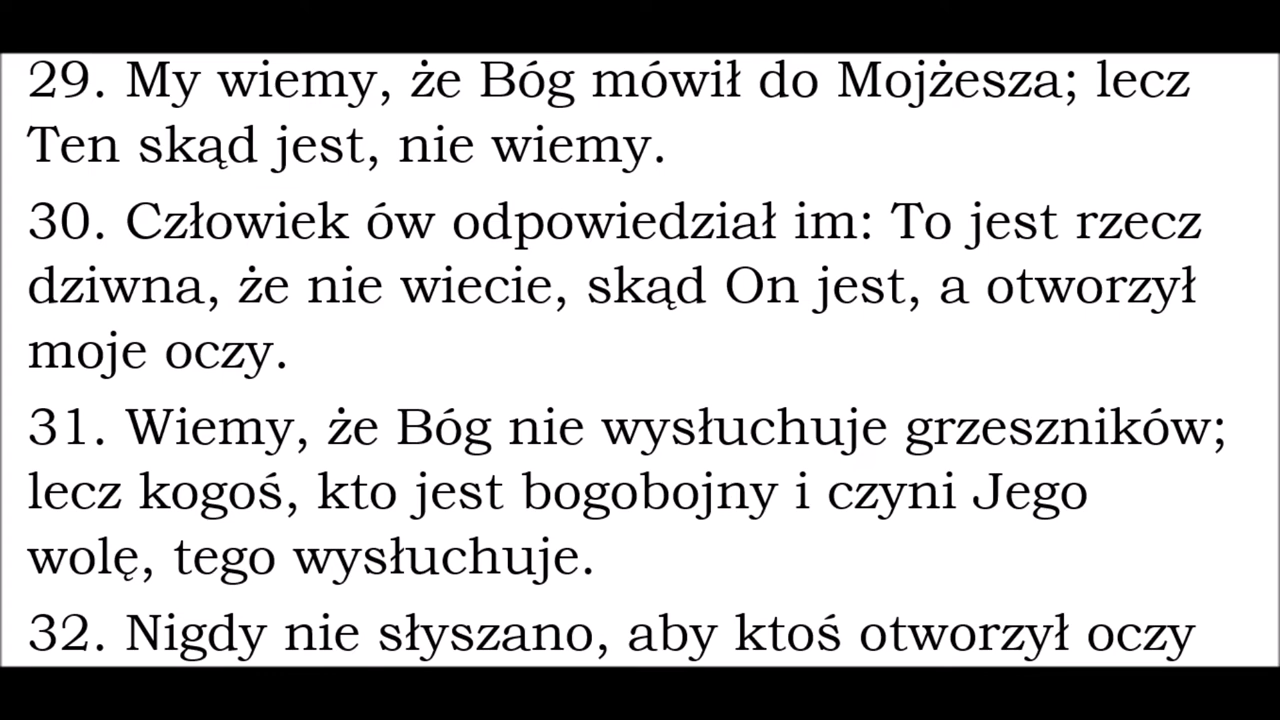 29. My wiemy, że Bóg mówił do Mojżesza; lecz
Ten skąd jest, nie wiemy.
30. Człowiek ów odpowiedział im: To jest rzecz
dziwna, że nie wiecie, skąd On jest, a otworzył
moje oczy.
31. Wiemy, że Bóg nie wysłuchuje grzeszników;
lecz kogoś, kto jest bogobojny i czyni Jego
wolę, tego wysłuchuje.
32. Nigdy nie słyszano, aby ktoś otworzył oczy